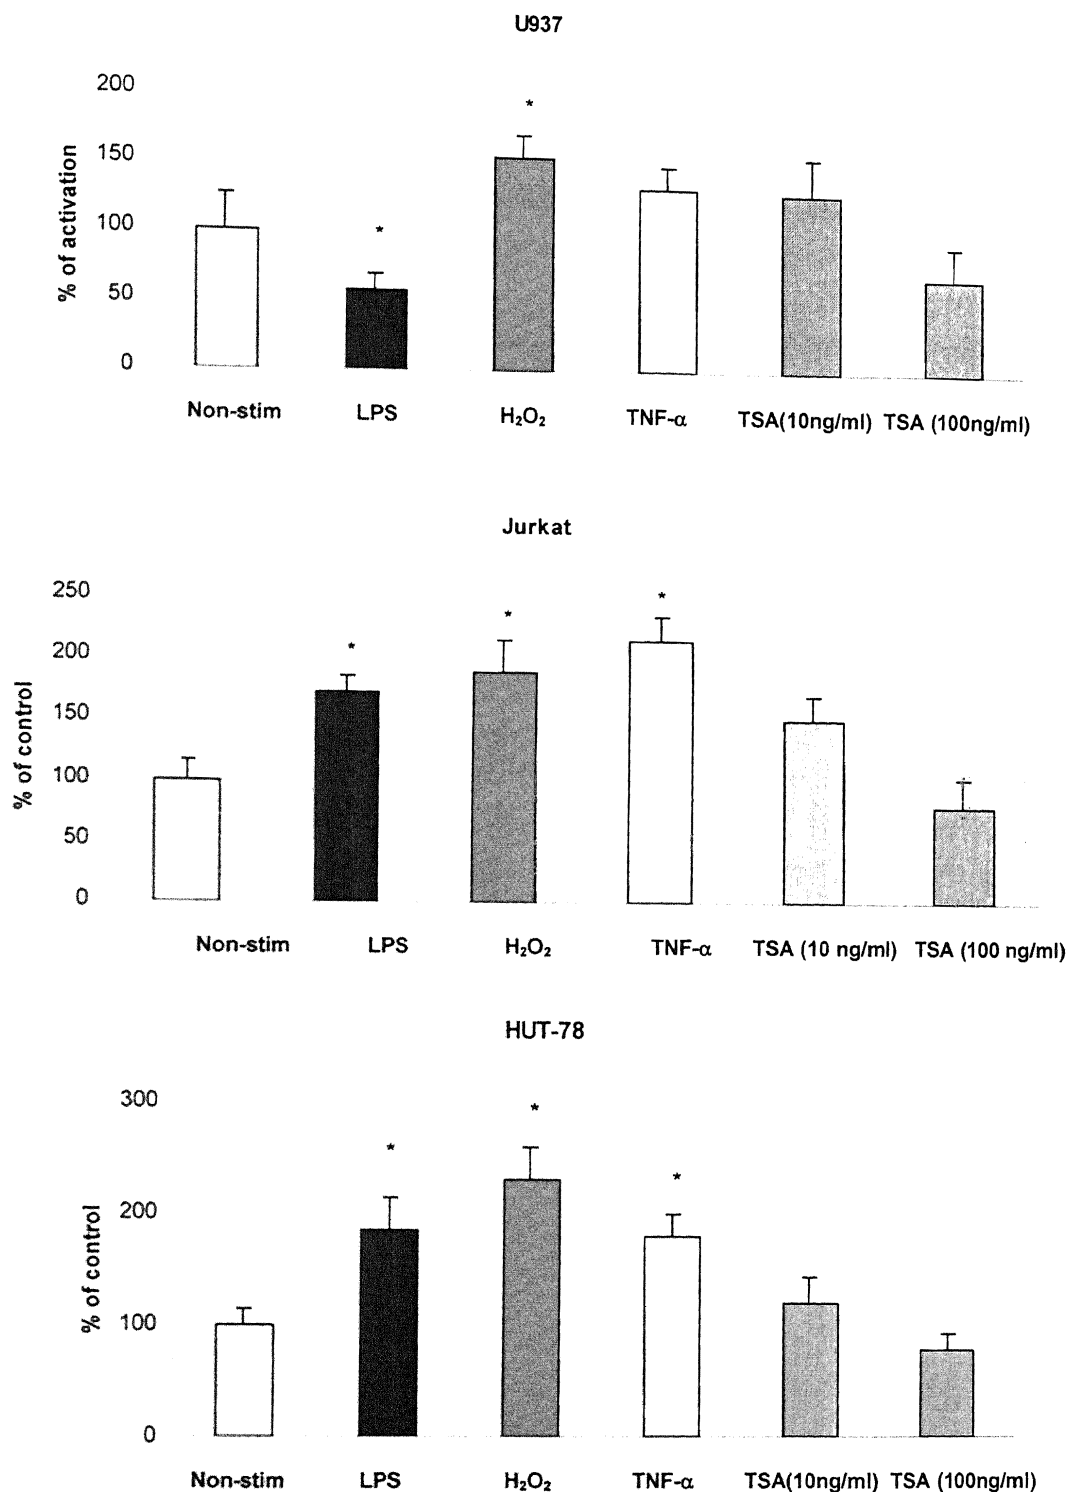 U937
200
150
100
50
0
% of activation
*
*
Non-stim LPS H₂O₂ TNF-α TSA(10ng/ml) TSA (100ng/ml)
Jurkat
250
200
150
100
50
0
% of control
*
*
*
Non-stim LPS H₂O₂ TNF-α TSA (10 ng/ml) TSA (100 ng/ml)
HUT-78
300
200
100
0
% of control
*
*
*
Non-stim LPS H₂O₂ TNF-α TSA(10ng/ml) TSA (100ng/ml)